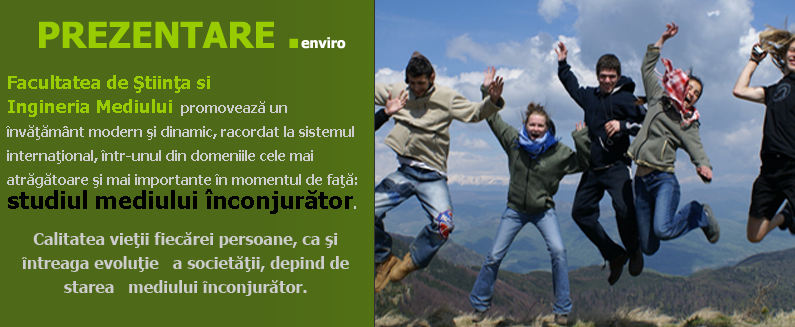 PREZENTARE .enviro
Facultatea de Ştiinţa si
Ingineria Mediului promovează un
învăţământ modern şi dinamic, racordat la sistemul
internaţional, într-unul din domeniile cele mai
atrăgătoare şi mai importante în momentul de faţă:
studiul mediului înconjurător.
Calitatea vieţii fiecărei persoane, ca şi
întreaga evoluţie a societăţii, depind de
starea mediului înconjurător.